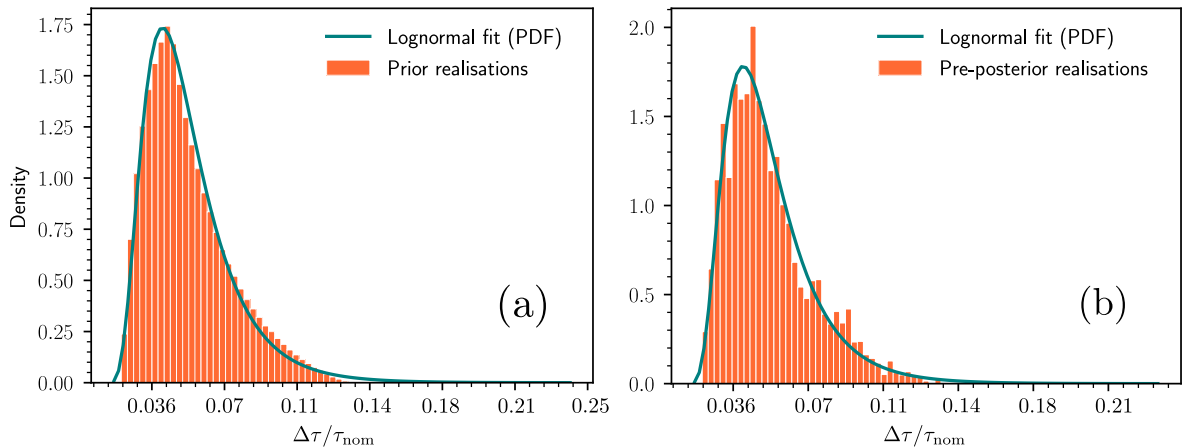 Lognormal fit (PDF)
Prior realisations
(a)
Density
1.75
1.50
1.25
1.00
0.75
0.50
0.25
0.00
0.036 0.07 0.11 0.14 0.18 0.21 0.25
Δτ/τnom
Lognormal fit (PDF)
Pre-posterior realisations
(b)
2.0
1.5
1.0
0.5
0.0
0.036 0.07 0.11 0.14 0.18 0.21
Δτ/τnom